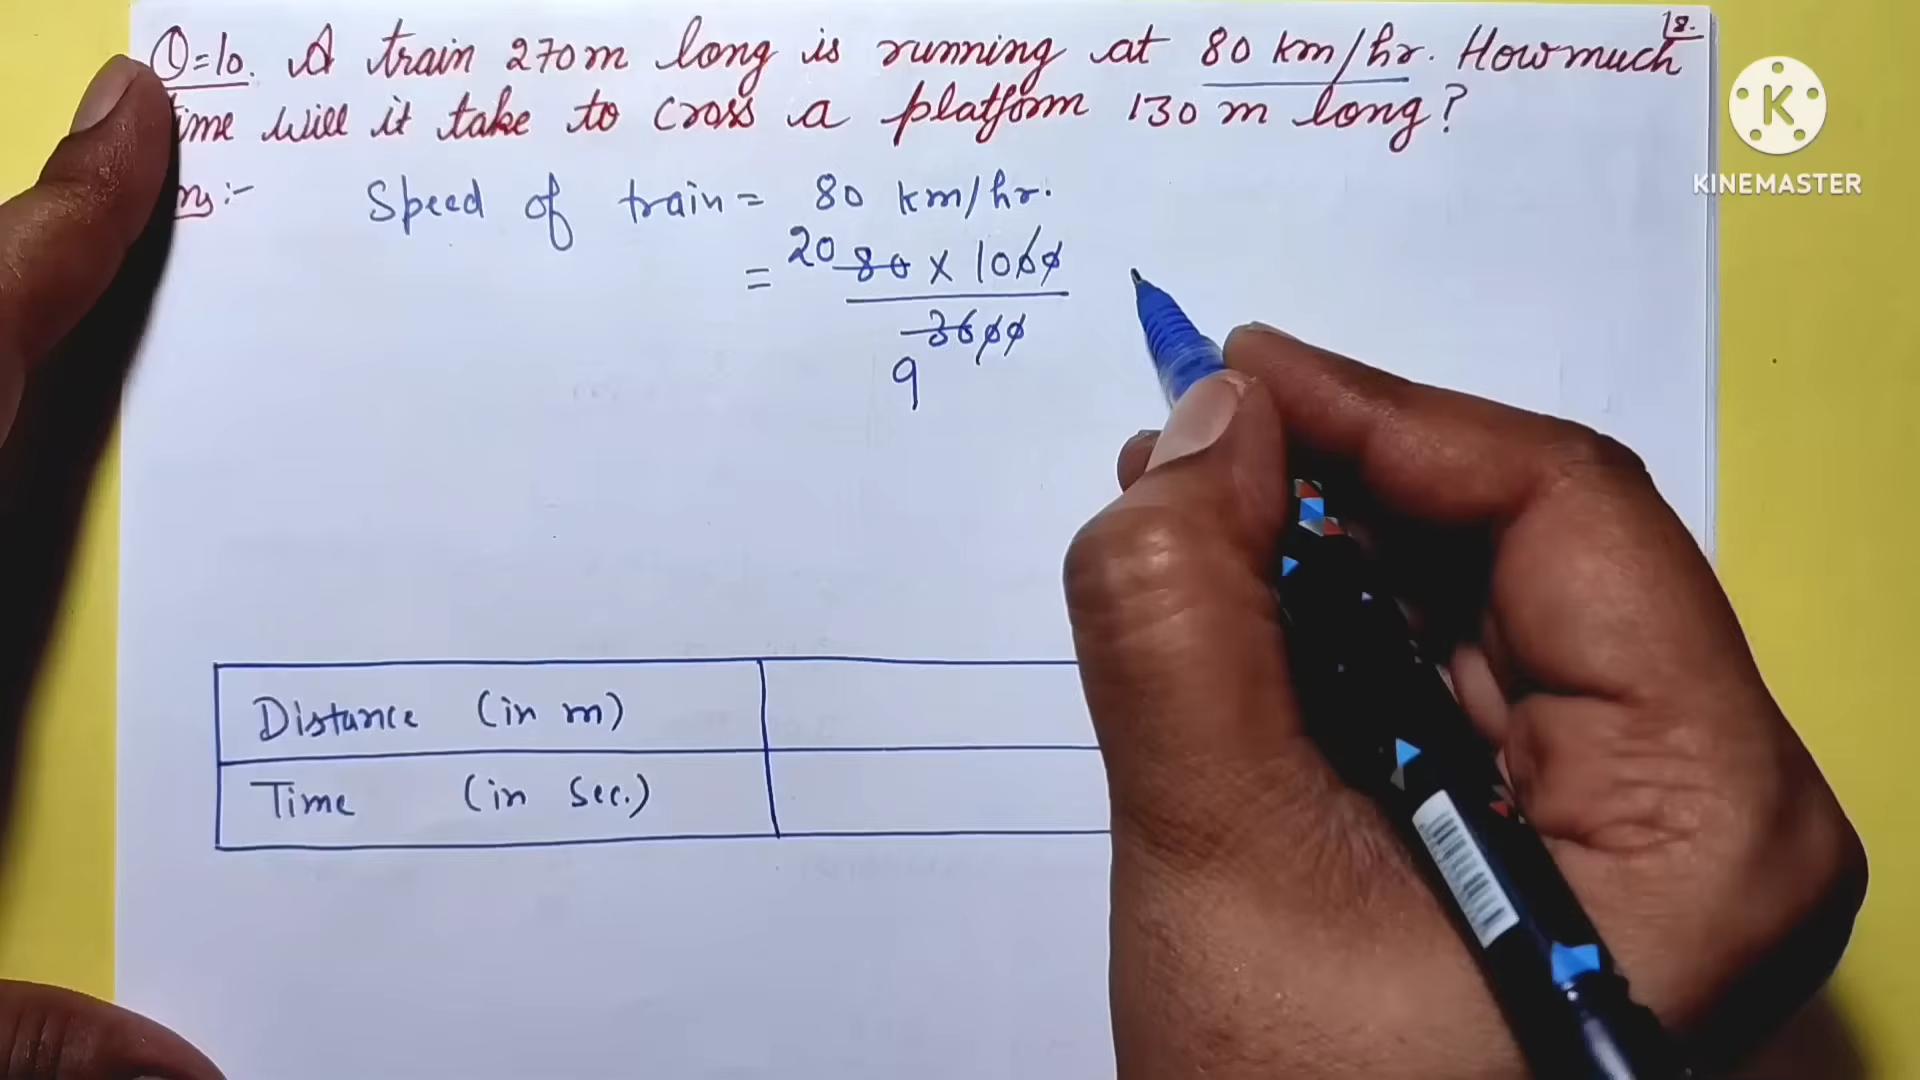 18.
Q=10. A train 270m long is running at 80 km/hr. How much
ime will it take to cross a platform 130 m long?
ns:- Speed of train = 80 km/hr.
= 20 80 x 1000
3600
9
Distance (in m)
Time (in Sec.)
K
KINEMASTER